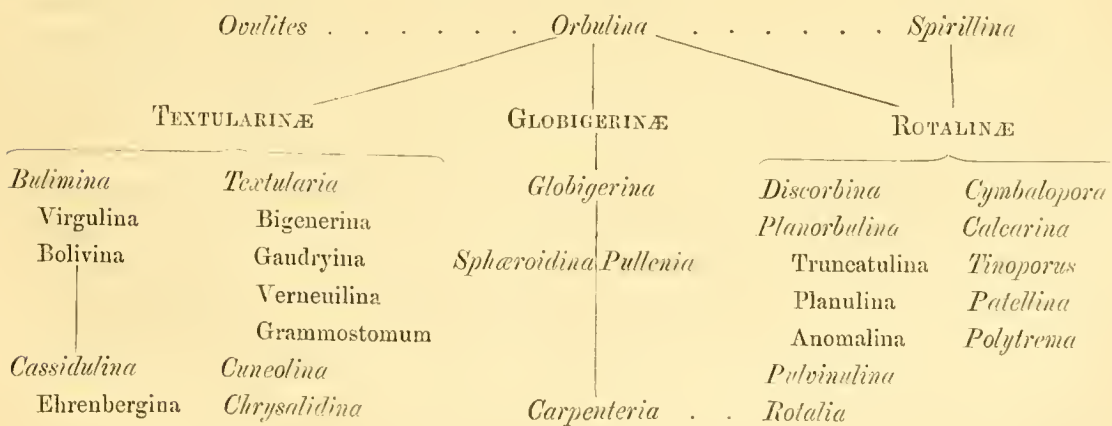 Ovulites . . . . . . Orbulina . . . . . . Spirillina
TEXTULARINÆ GLOBIGERINÆ ROTALINÆ
Bulimina Textularia Globigerina Discorbina Cymbalopora
Virgulina Bigenerina Planorbulina Calcarina
Bolivina Gaudryina Sphæroidina Pullenia Truncatulina Tinoporus
Verneuilina Planulina Patellina
Grammostomum Anomalina Polytrema
Cassidulina Cuneolina Pulvinulina
Ehrenbergina Chrysalidina Carpenteria . . Rotalia